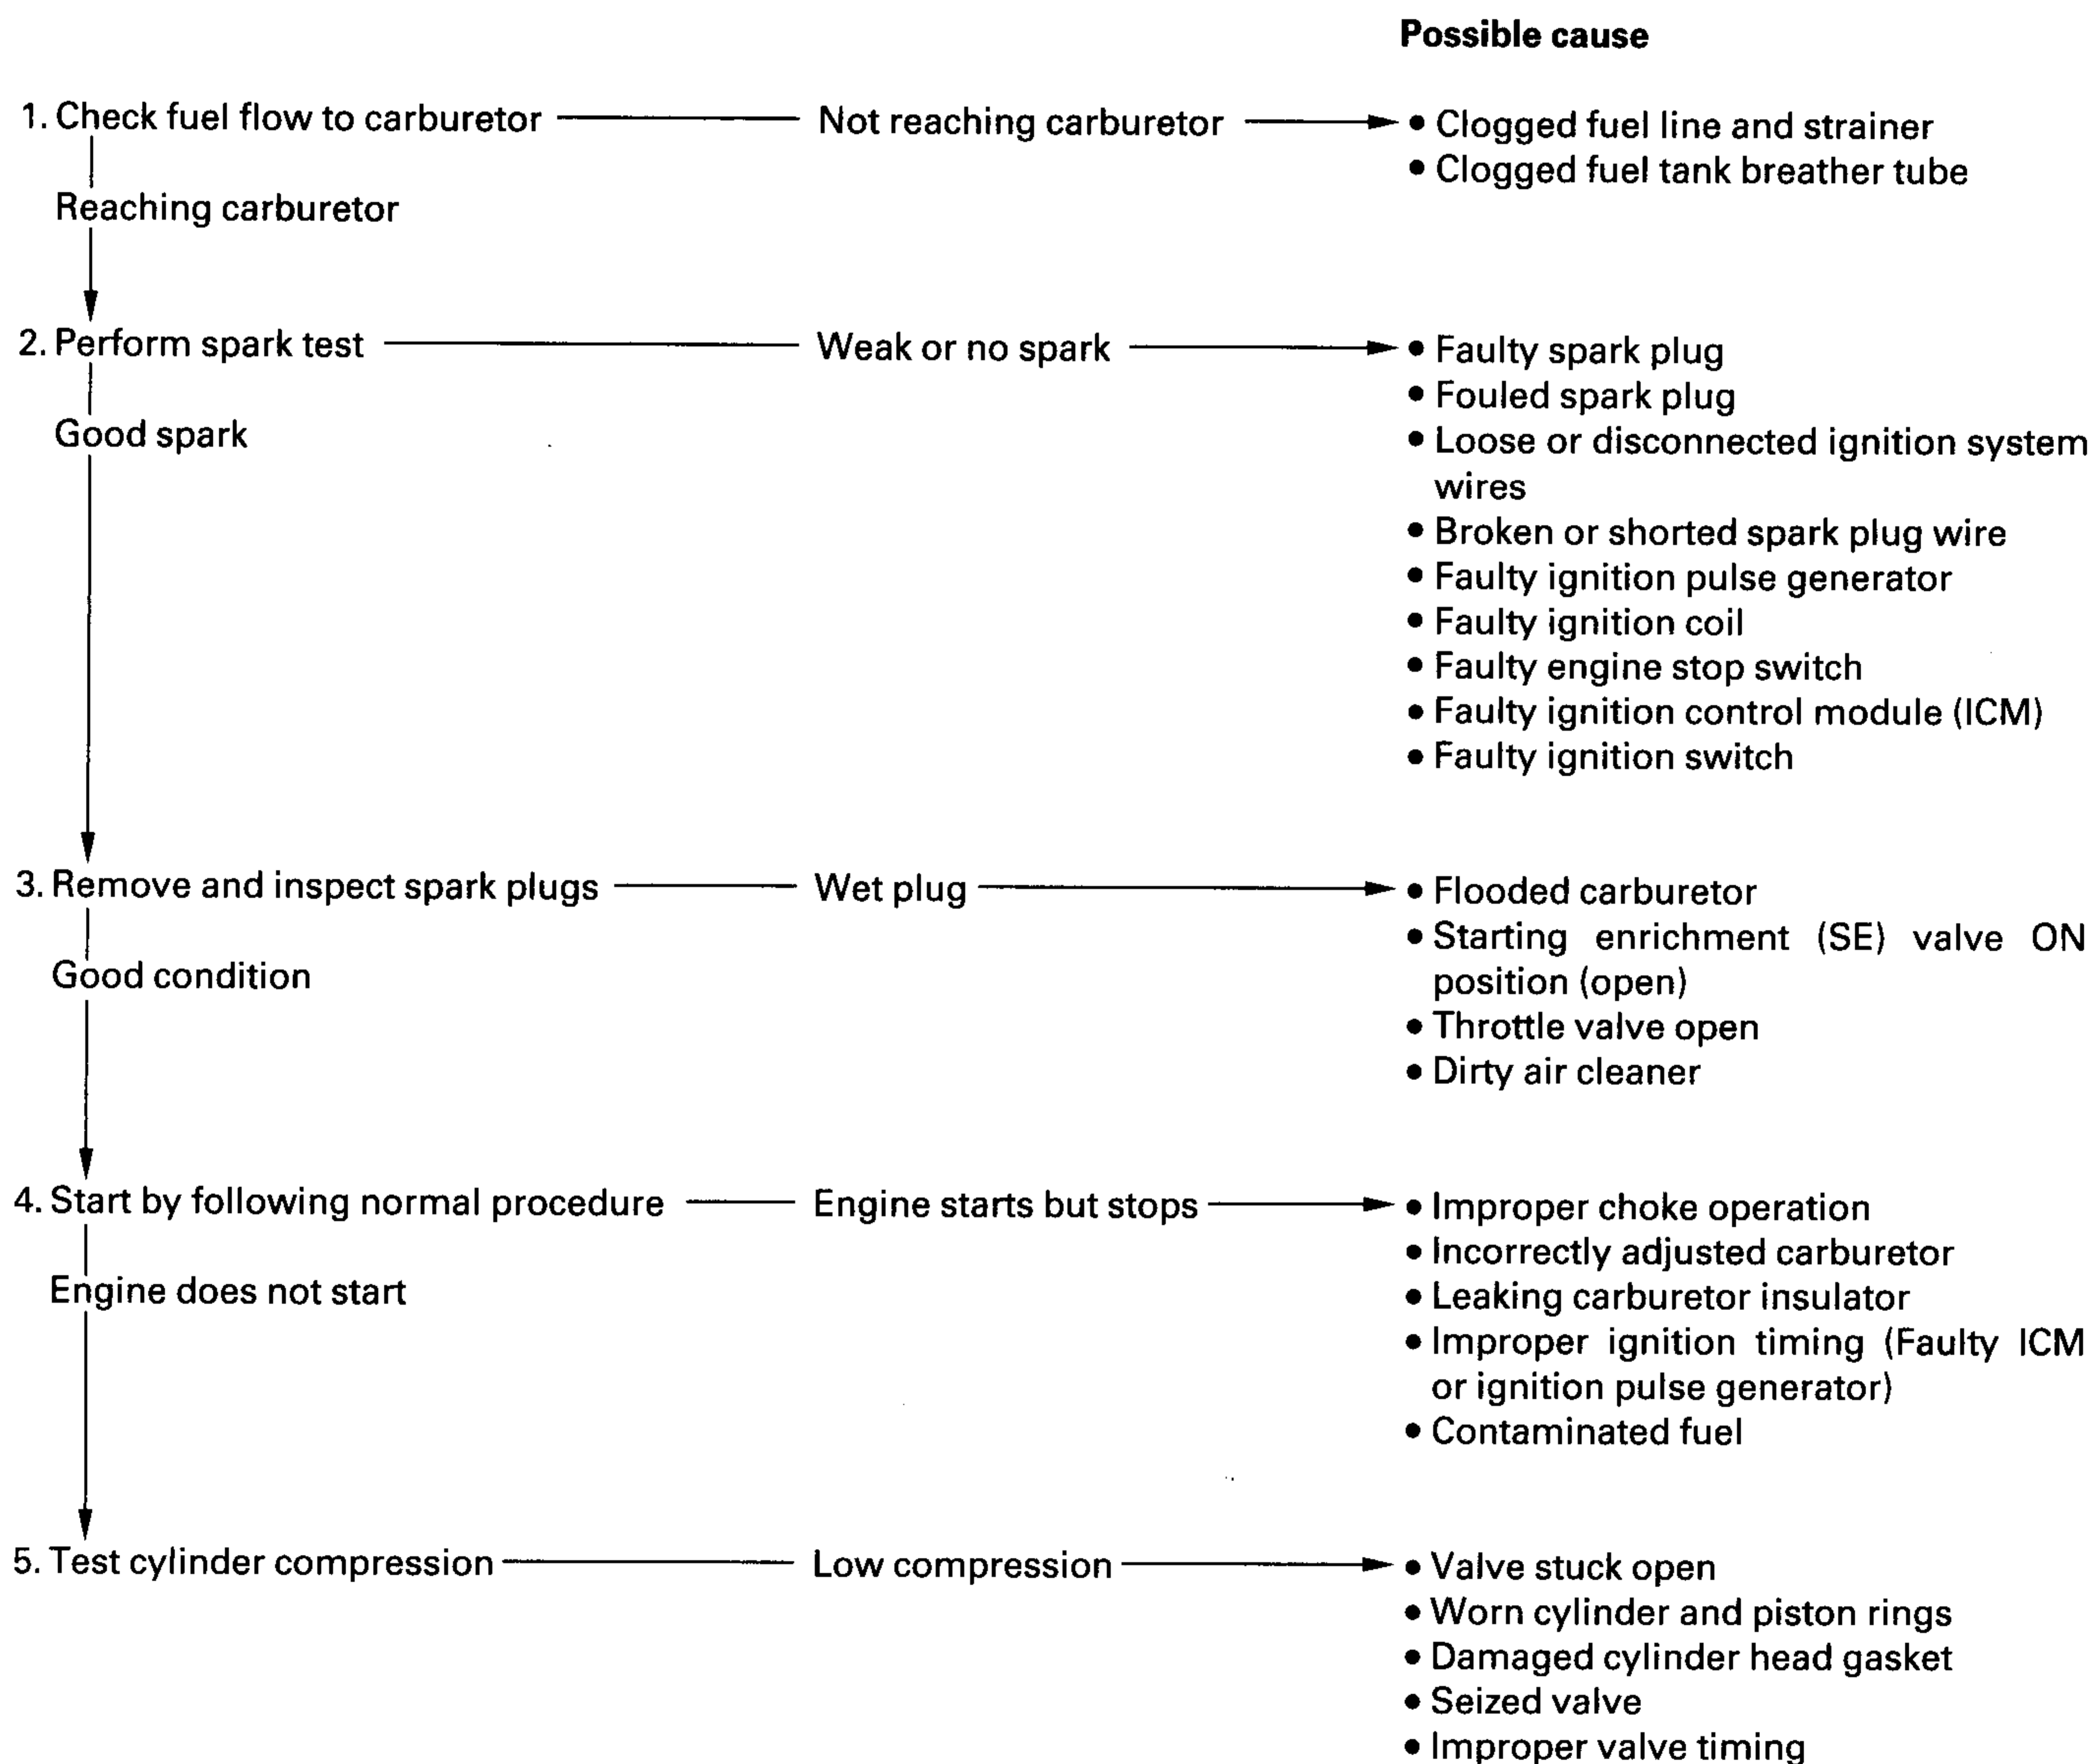 Possible cause
1. Check fuel flow to carburetor
Not reaching carburetor
• Clogged fuel line and strainer
• Clogged fuel tank breather tube
Reaching carburetor
2. Perform spark test
Weak or no spark
• Faulty spark plug
• Fouled spark plug
• Loose or disconnected ignition system
wires
• Broken or shorted spark plug wire
• Faulty ignition pulse generator
• Faulty ignition coil
• Faulty engine stop switch
• Faulty ignition control module (ICM)
• Faulty ignition switch
Good spark
3. Remove and inspect spark plugs
Wet plug
• Flooded carburetor
• Starting enrichment (SE) valve ON
position (open)
• Throttle valve open
• Dirty air cleaner
Good condition
4. Start by following normal procedure
Engine starts but stops
• Improper choke operation
• Incorrectly adjusted carburetor
• Leaking carburetor insulator
• Improper ignition timing (Faulty ICM
or ignition pulse generator)
• Contaminated fuel
Engine does not start
5. Test cylinder compression
Low compression
• Valve stuck open
• Worn cylinder and piston rings
• Damaged cylinder head gasket
• Seized valve
• Improper valve timing